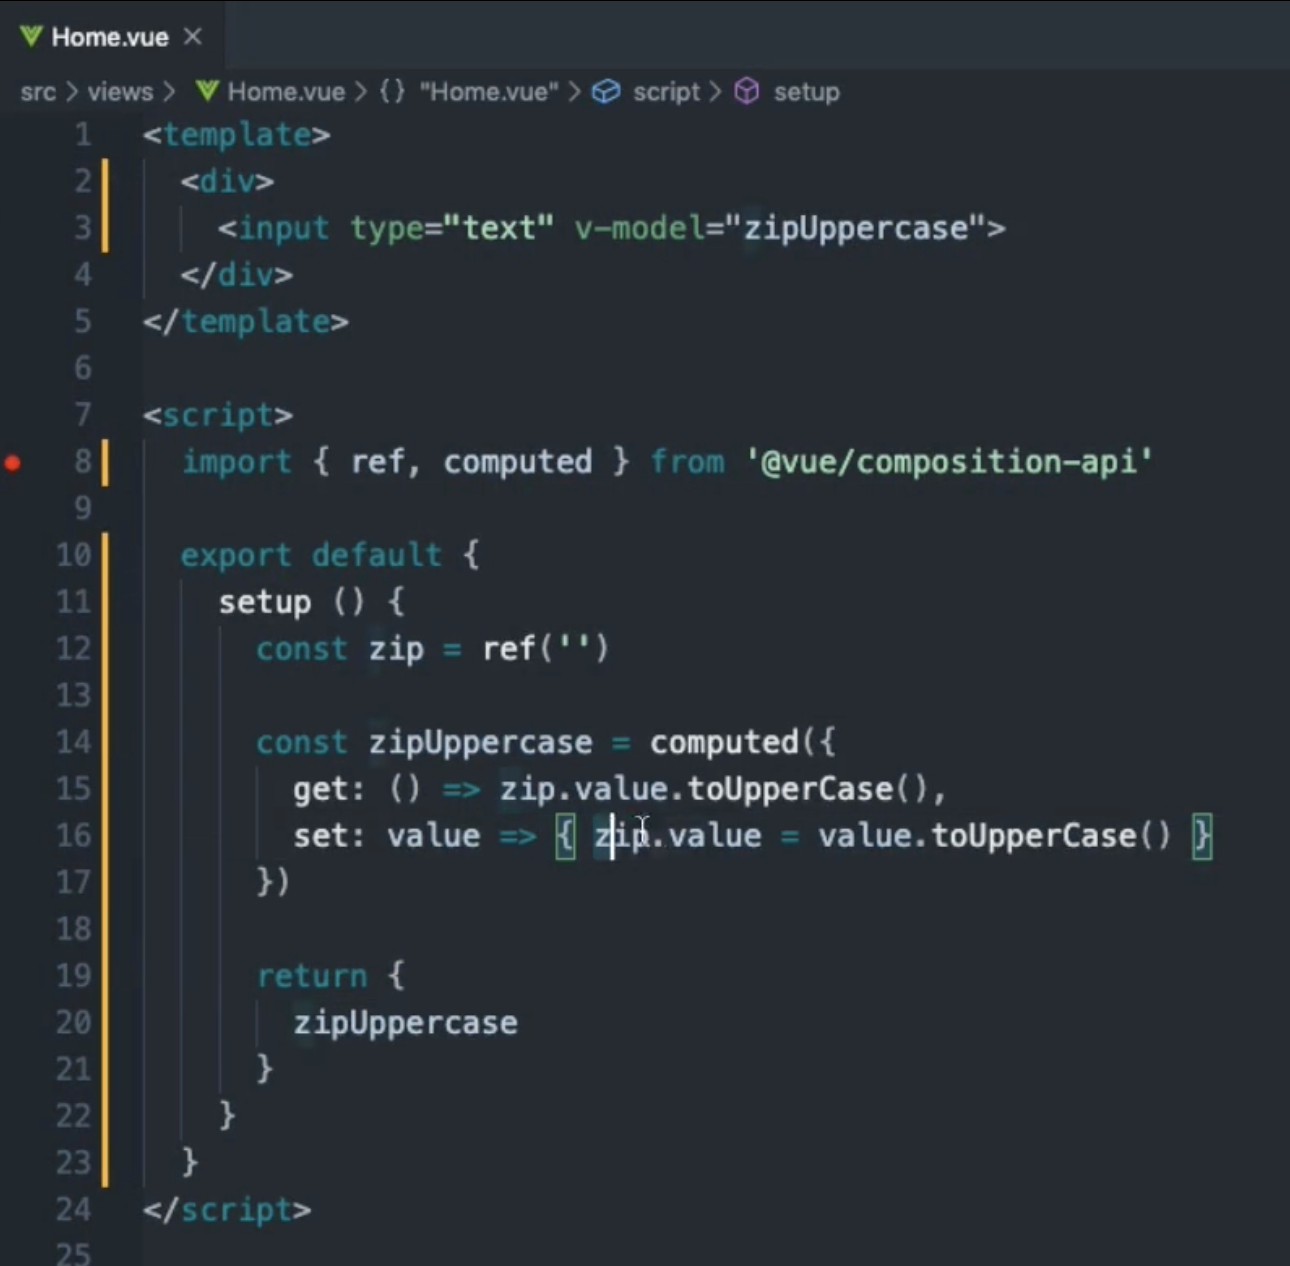 Home.vue ×
src > views > Home.vue > {} "Home.vue" > script > setup
1 <template>
2 <div>
3 <input type="text" v-model="zipUppercase">
4 </div>
5 </template>
6
7 <script>
8 import { ref, computed } from '@vue/composition-api'
9
10 export default {
11 setup () {
12 const zip = ref('')
13
14 const zipUppercase = computed({
15 get: () => zip.value.toUpperCase(),
16 set: value => { zip.value = value.toUpperCase() }
17 })
18
19 return {
20 zipUppercase
21 }
22 }
23 }
24 </script>
25